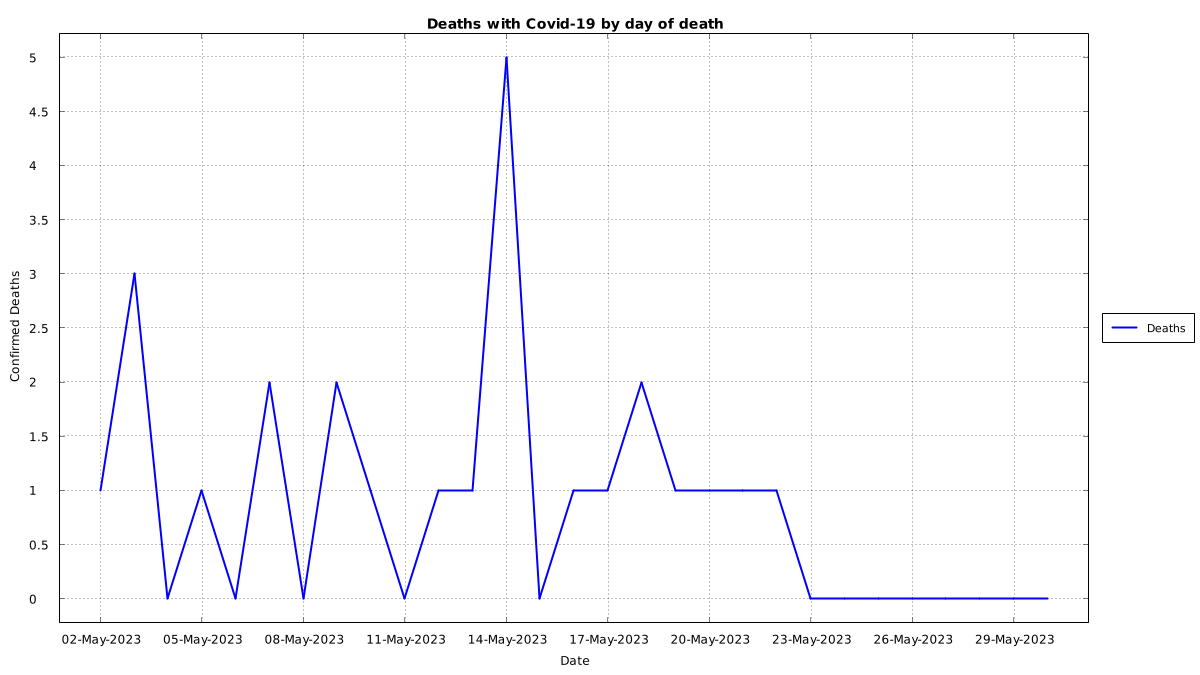 Deaths with Covid-19 by day of death
5
4.5
4
3.5
3
2.5
2
1.5
1
0.5
0
Confirmed Deaths
Deaths
02-May-2023 05-May-2023 08-May-2023 11-May-2023 14-May-2023 17-May-2023 20-May-2023 23-May-2023 26-May-2023 29-May-2023
Date